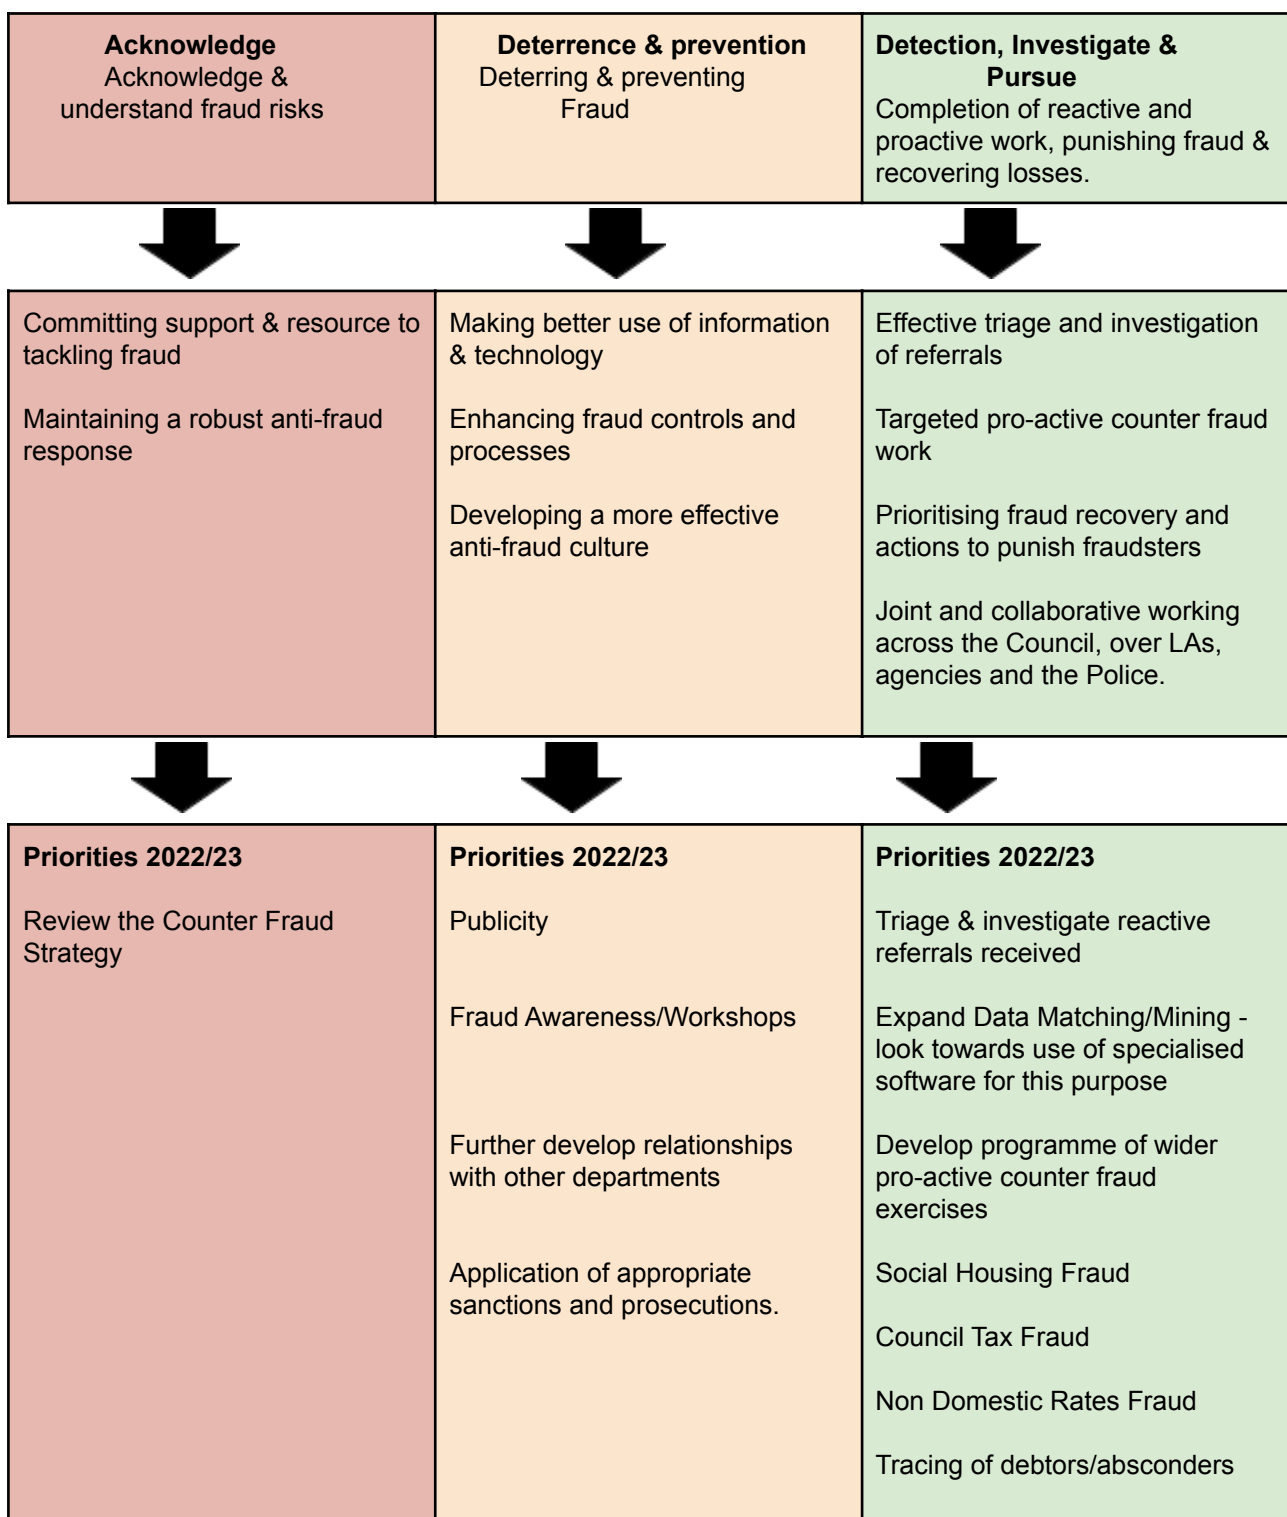 Acknowledge
Acknowledge &
understand fraud risks
Deterrence & prevention
Deterring & preventing
Fraud
Detection, Investigate &
Pursue
Completion of reactive and
proactive work, punishing fraud &
recovering losses.
Committing support & resource to
tackling fraud
Maintaining a robust anti-fraud
response
Making better use of information
& technology
Enhancing fraud controls and
processes
Developing a more effective
anti-fraud culture
Effective triage and investigation
of referrals
Targeted pro-active counter fraud
work
Prioritising fraud recovery and
actions to punish fraudsters
Joint and collaborative working
across the Council, over LAs,
agencies and the Police.
Priorities 2022/23
Review the Counter Fraud
Strategy
Priorities 2022/23
Publicity
Fraud Awareness/Workshops
Further develop relationships
with other departments
Application of appropriate
sanctions and prosecutions.
Priorities 2022/23
Triage & investigate reactive
referrals received
Expand Data Matching/Mining -
look towards use of specialised
software for this purpose
Develop programme of wider
pro-active counter fraud
exercises
Social Housing Fraud
Council Tax Fraud
Non Domestic Rates Fraud
Tracing of debtors/absconders